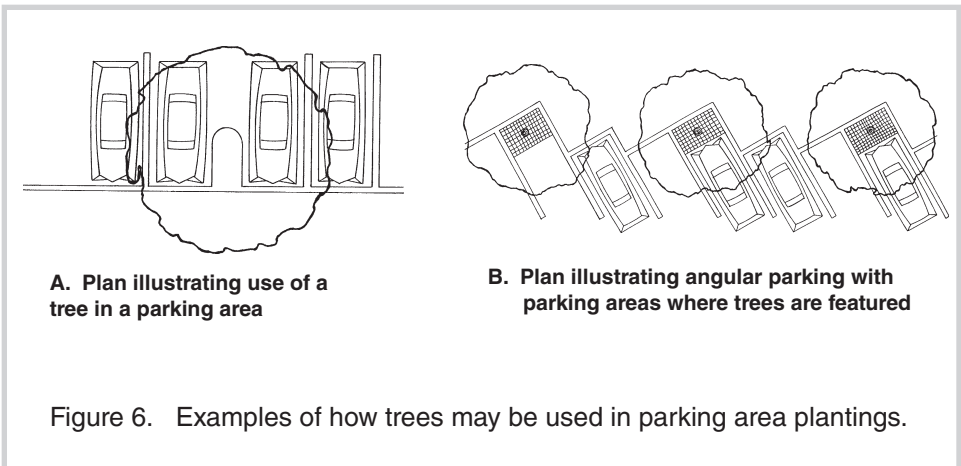 A. Plan illustrating use of a
tree in a parking area
B. Plan illustrating angular parking with
parking areas where trees are featured
Figure 6. Examples of how trees may be used in parking area plantings.